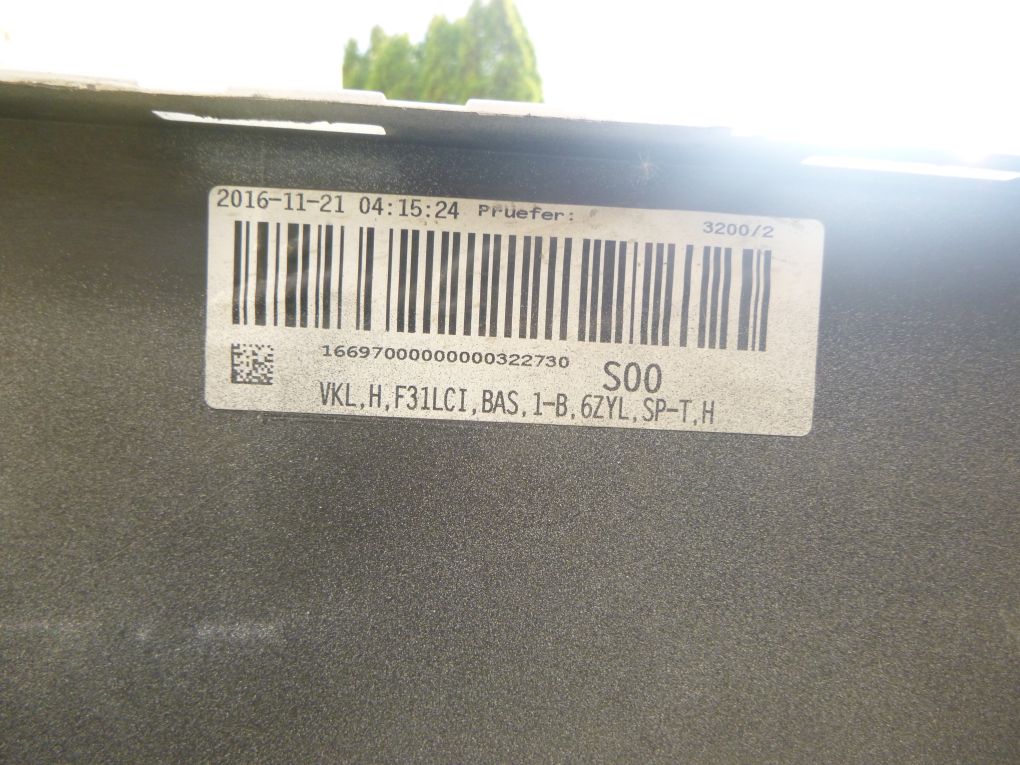 2016-11-21 04:15:24 Pruefer:
3200/2
16697000000000322730
S00
VKL,H,F31LCI,BAS,1-B,6ZYL,SP-T,H